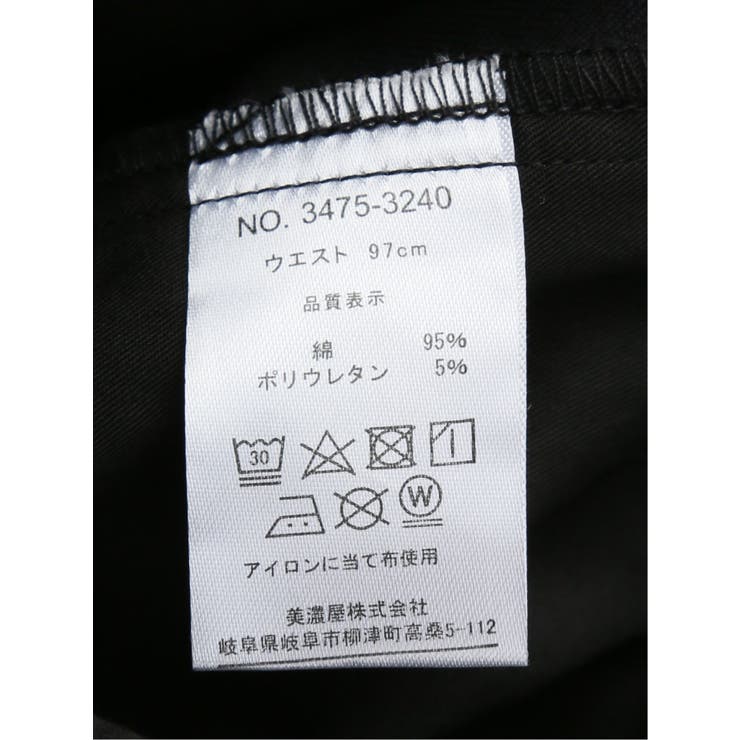 NO. 3475-3240
ウエスト 97cm
品質表示
綿 95%
ポリウレタン 5%
30
W
アイロンに当て布使用
美濃屋株式会社
岐阜県岐阜市柳津町高桑5-112